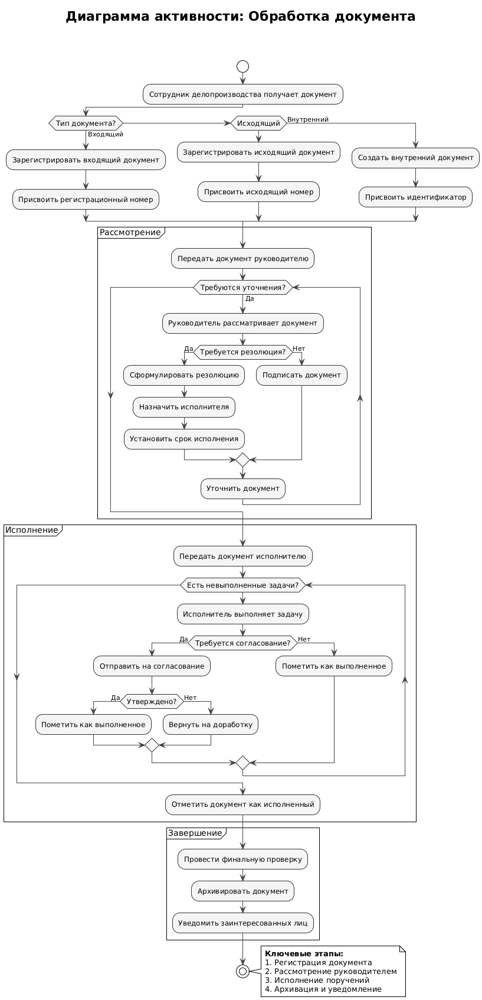 Диаграмма активности: Обработка документа
Сотрудник делопроизводства получает документ
Тип документа?
Исходящий
Внутренний
Входящий
Зарегистрировать входящий документ
Зарегистрировать исходящий документ
Создать внутренний документ
Присвоить регистрационный номер
Присвоить исходящий номер
Присвоить идентификатор
Рассмотрение
Передать документ руководителю
Требуются уточнения?
Да
Руководитель рассматривает документ
Да
Требуется резолюция?
Нет
Сформулировать резолюцию
Подписать документ
Назначить исполнителя
Установить срок исполнения
Уточнить документ
Исполнение
Передать документ исполнителю
Есть невыполненные задачи?
Исполнитель выполняет задачу
Да
Требуется согласование?
Нет
Отправить на согласование
Пометить как выполненное
Да
Утверждено?
Нет
Пометить как выполненное
Вернуть на доработку
Отметить документ как исполненный
Завершение
Провести финальную проверку
Архивировать документ
Уведомить заинтересованных лиц
Ключевые этапы:
1. Регистрация документа
2. Рассмотрение руководителем
3. Исполнение поручений
4. Архивация и уведомление